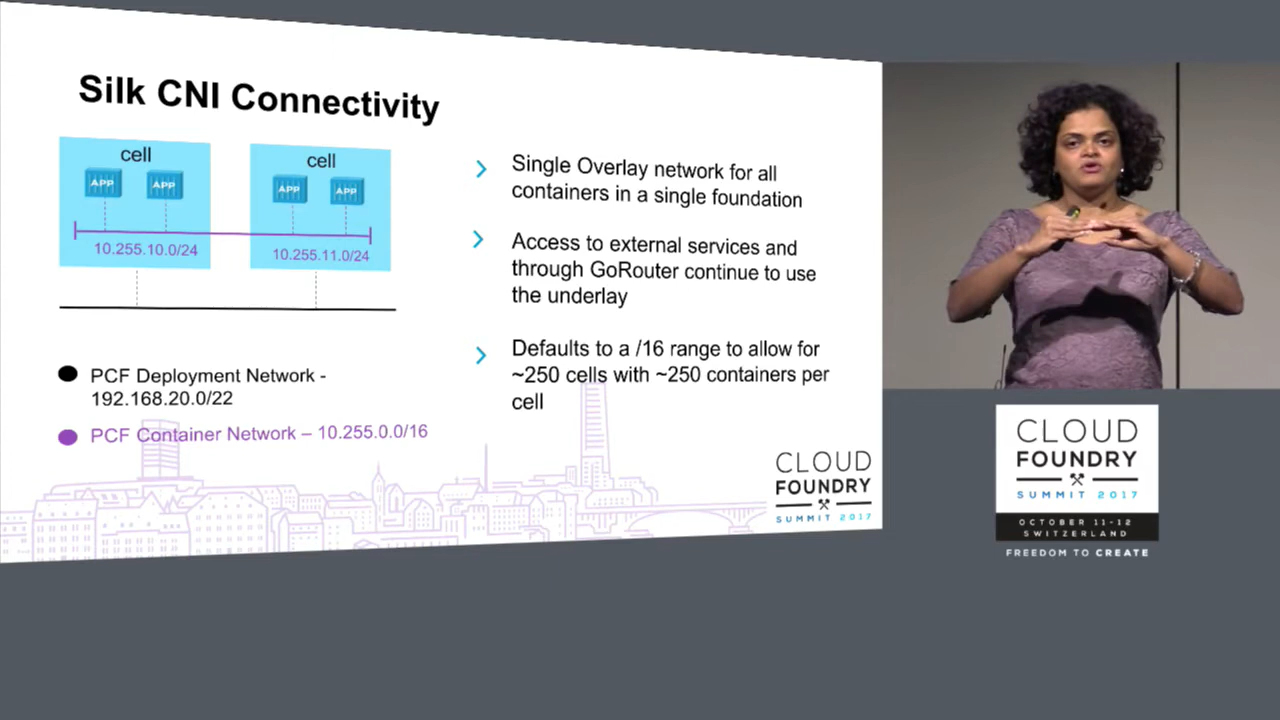 Silk CNI Connectivity
cell
cell
APP
APP
APP
APP
10.255.10.0/24
10.255.11.0/24
PCF Deployment Network -
192.168.20.0/22
PCF Container Network – 10.255.0.0/16
Single Overlay network for all
containers in a single foundation
Access to external services and
through GoRouter continue to use
the underlay
Defaults to a /16 range to allow for
~250 cells with ~250 containers per
cell
CLOUD
FOUNDRY
SUMMIT 2017
CLOUD
FOUNDRY
SUMMIT 2017
OCTOBER 11-12
SWITZERLAND
FREEDOM TO CREATE